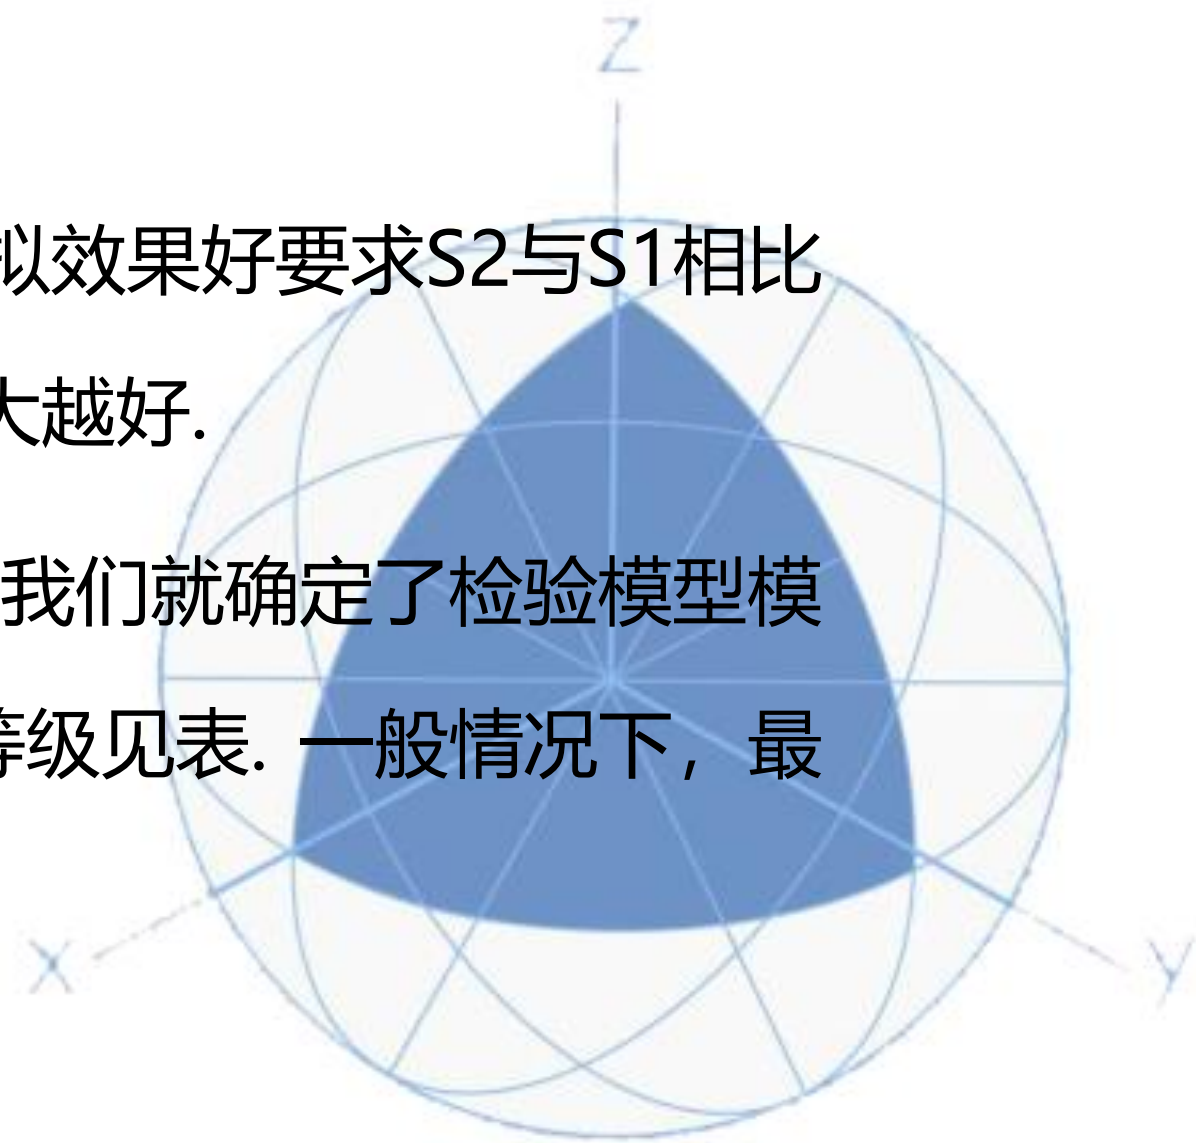 Z
拟效果好要求S2与S1相比
大越好.
我们就确定了检验模型模
等级见表. 一般情况下，最
X
y